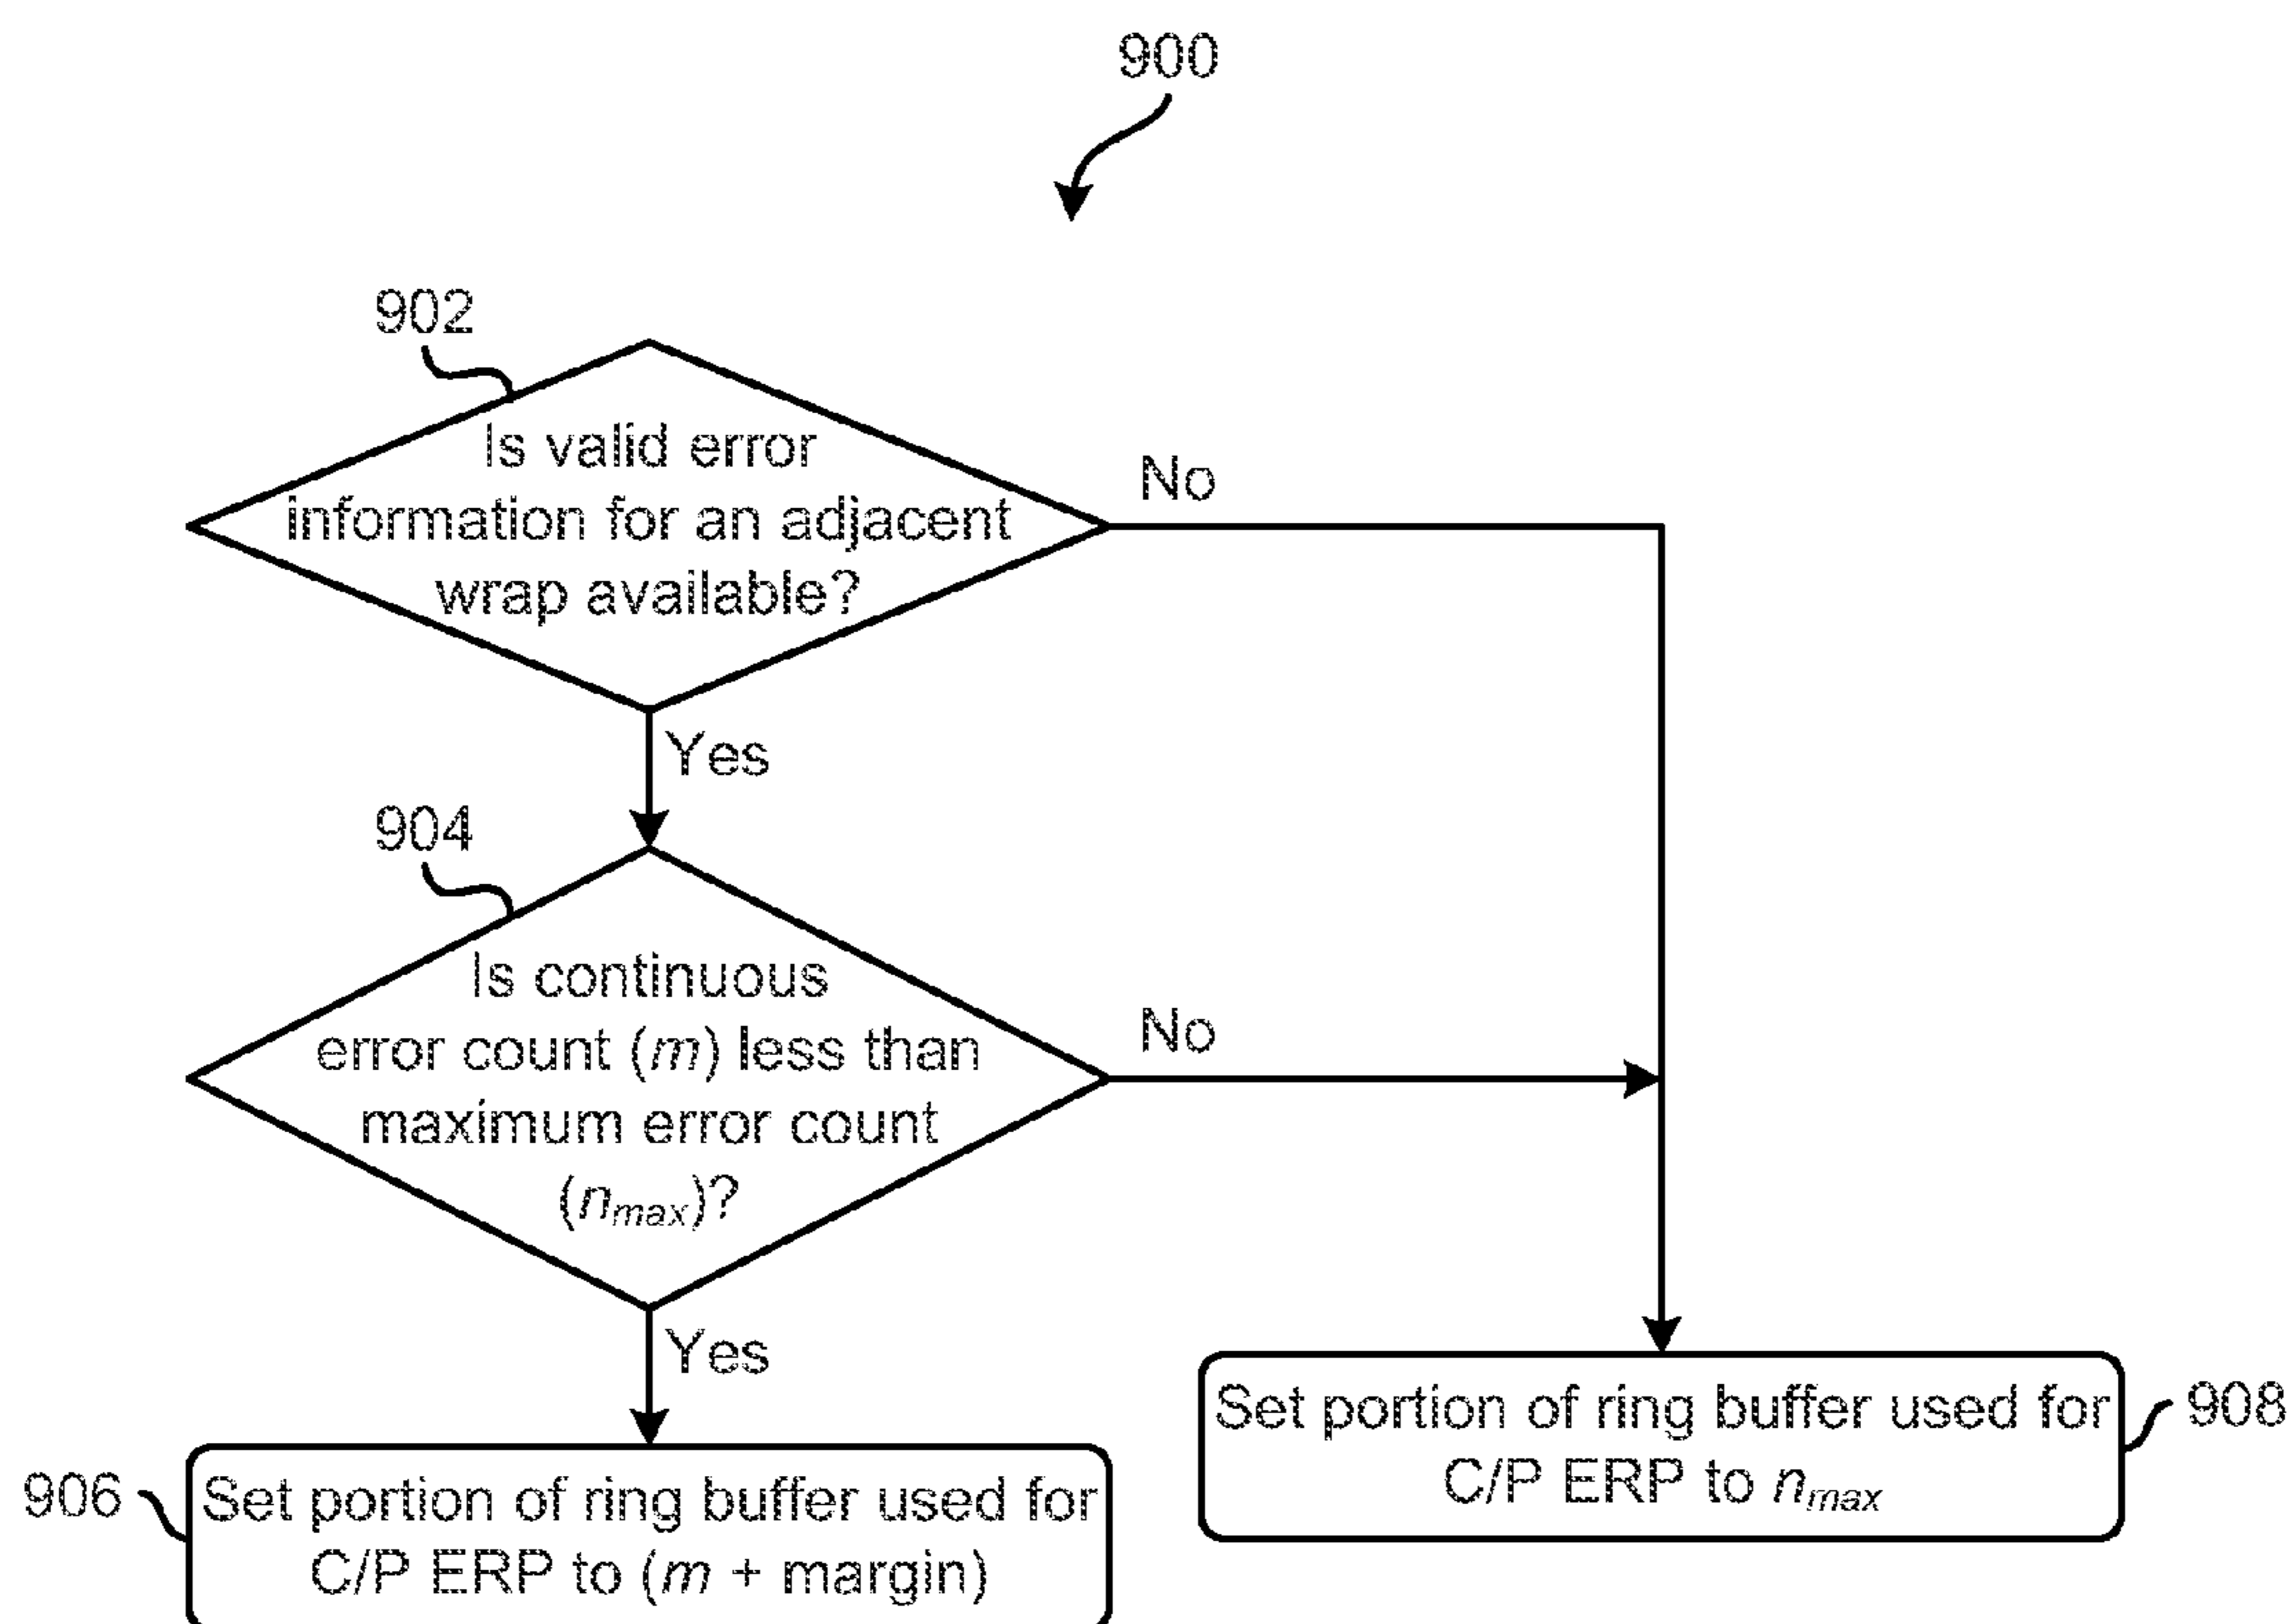 900
902
Is valid error
information for an adjacent
wrap available?
No
Yes
904
Is continuous
error count (m) less than
maximum error count
(nmax)?
No
Yes
906
Set portion of ring buffer used for
C/P ERP to (m + margin)
Set portion of ring buffer used for
C/P ERP to nmax
908